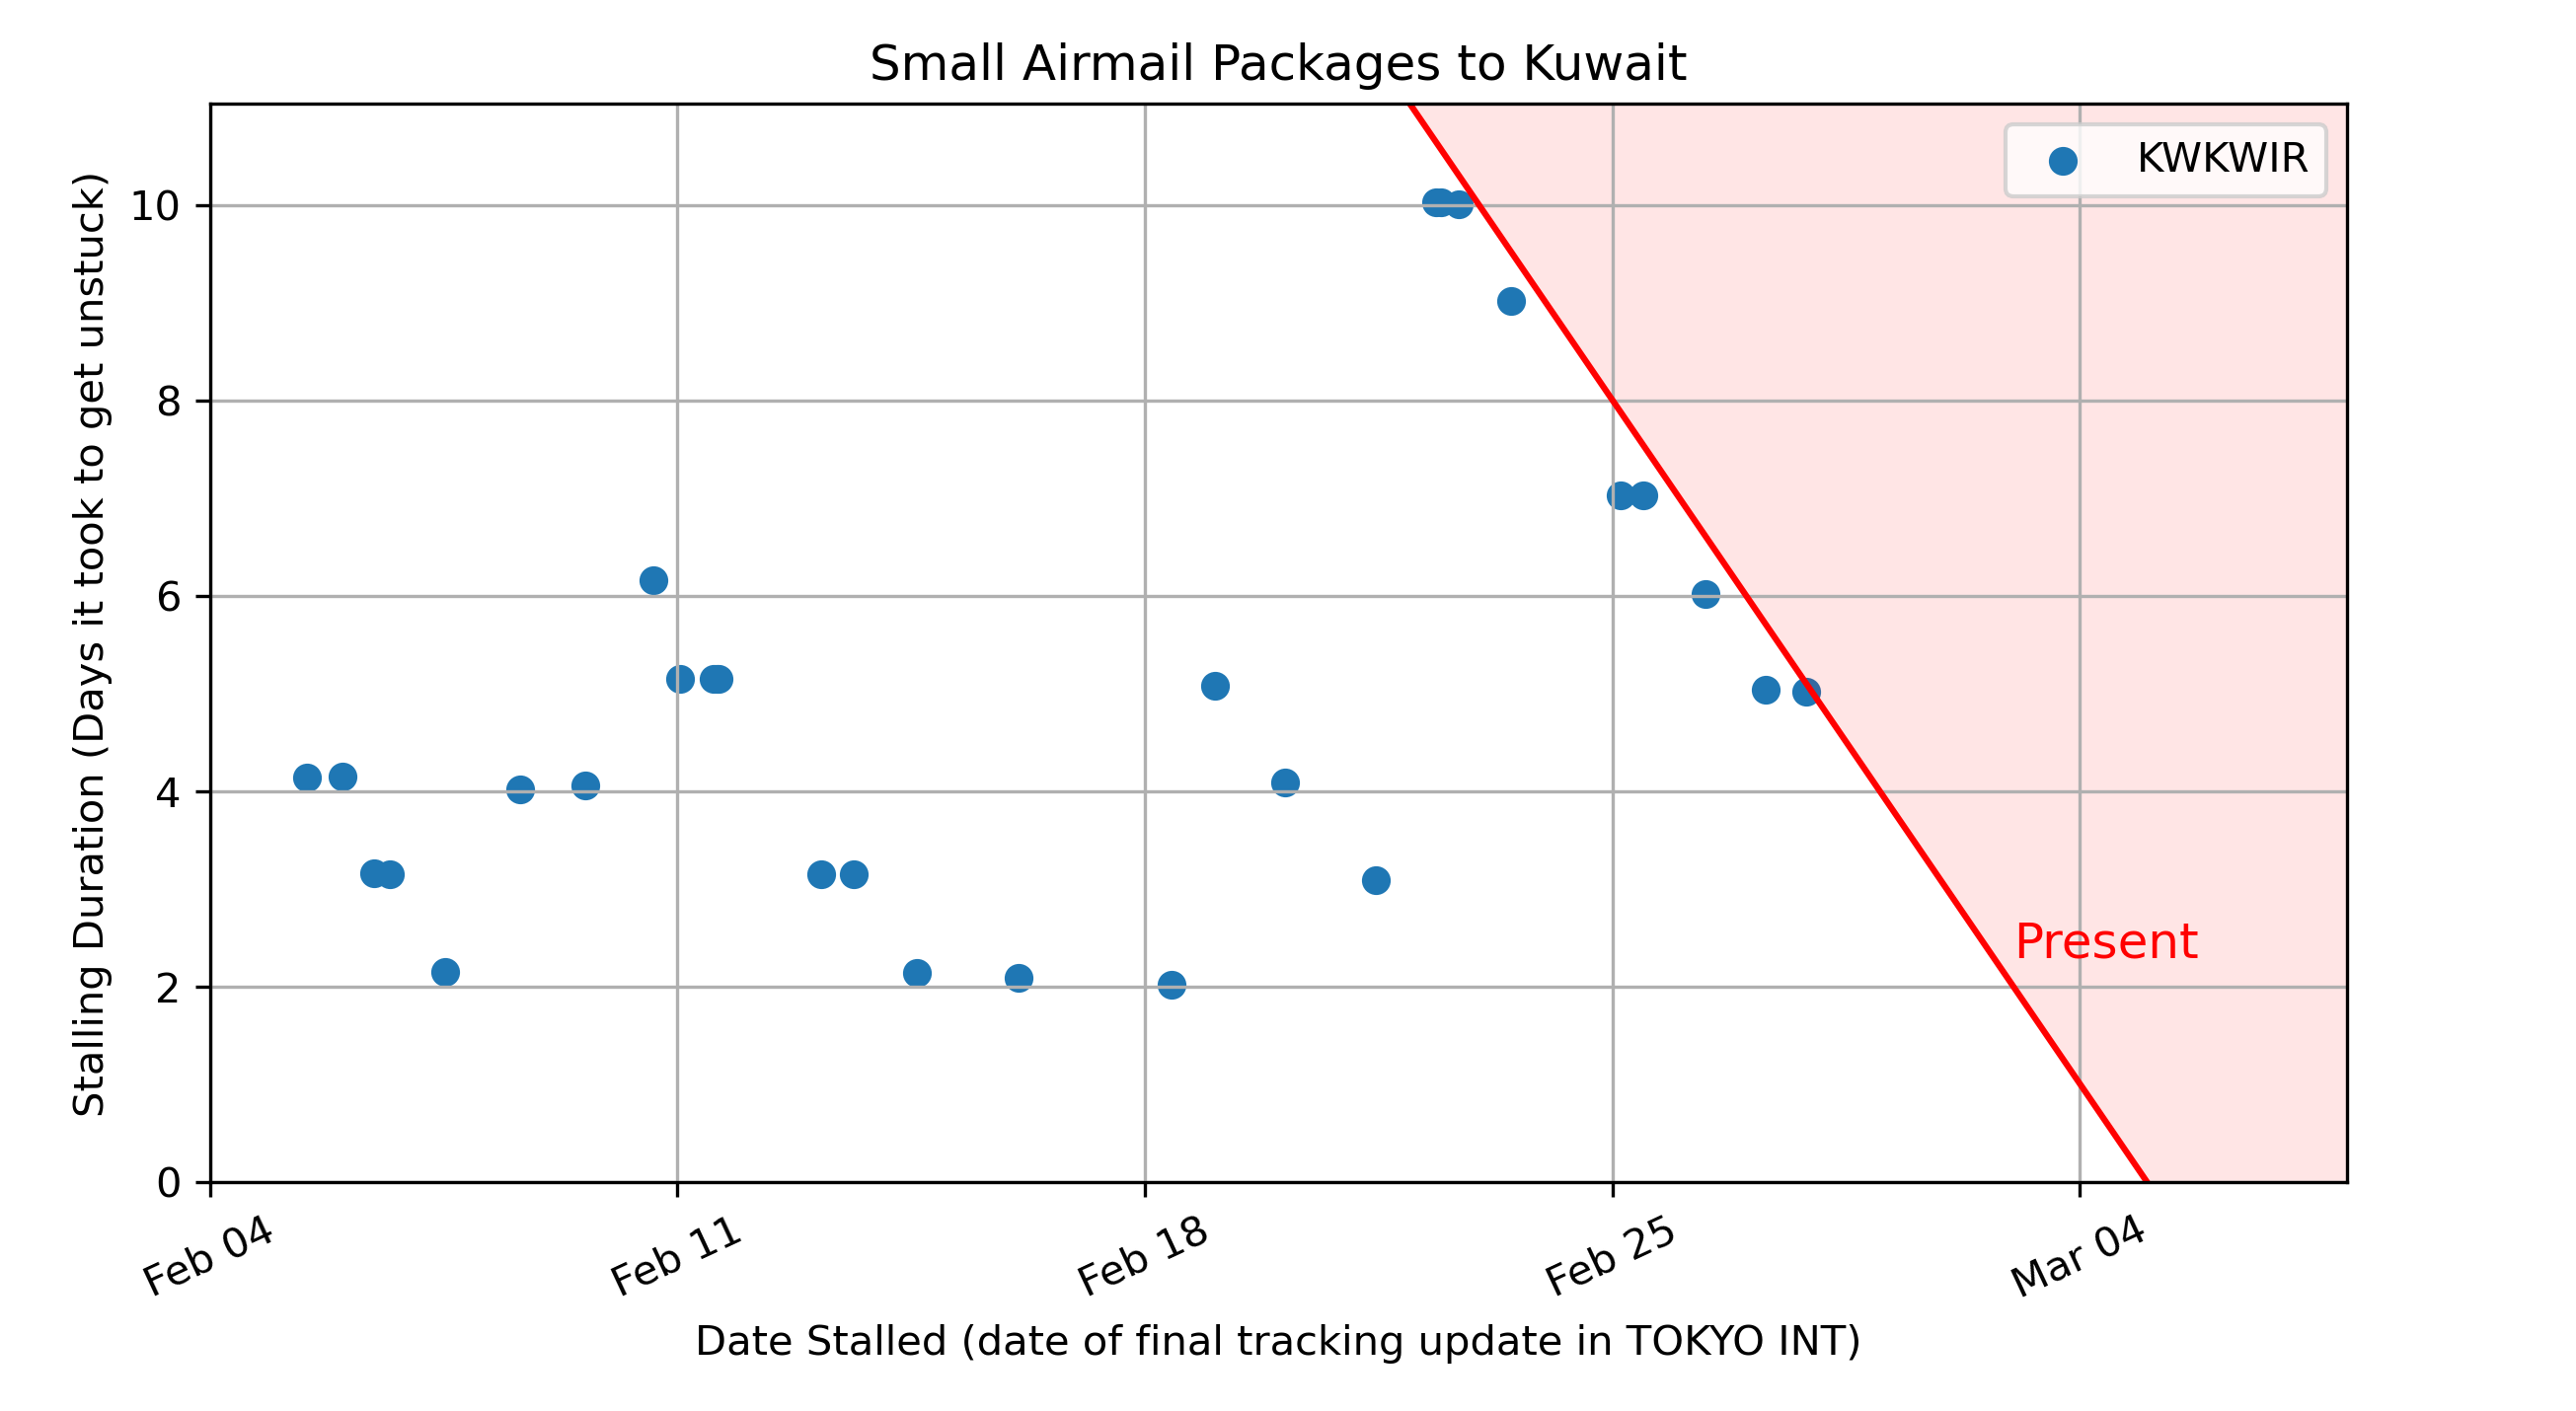 Small Airmail Packages to Kuwait
KWKWIR
Stalling Duration (Days it took to get unstuck)
10
8
6
4
2
0
Present
Feb 04
Feb 11
Feb 18
Feb 25
Mar 04
Date Stalled (date of final tracking update in TOKYO INT)